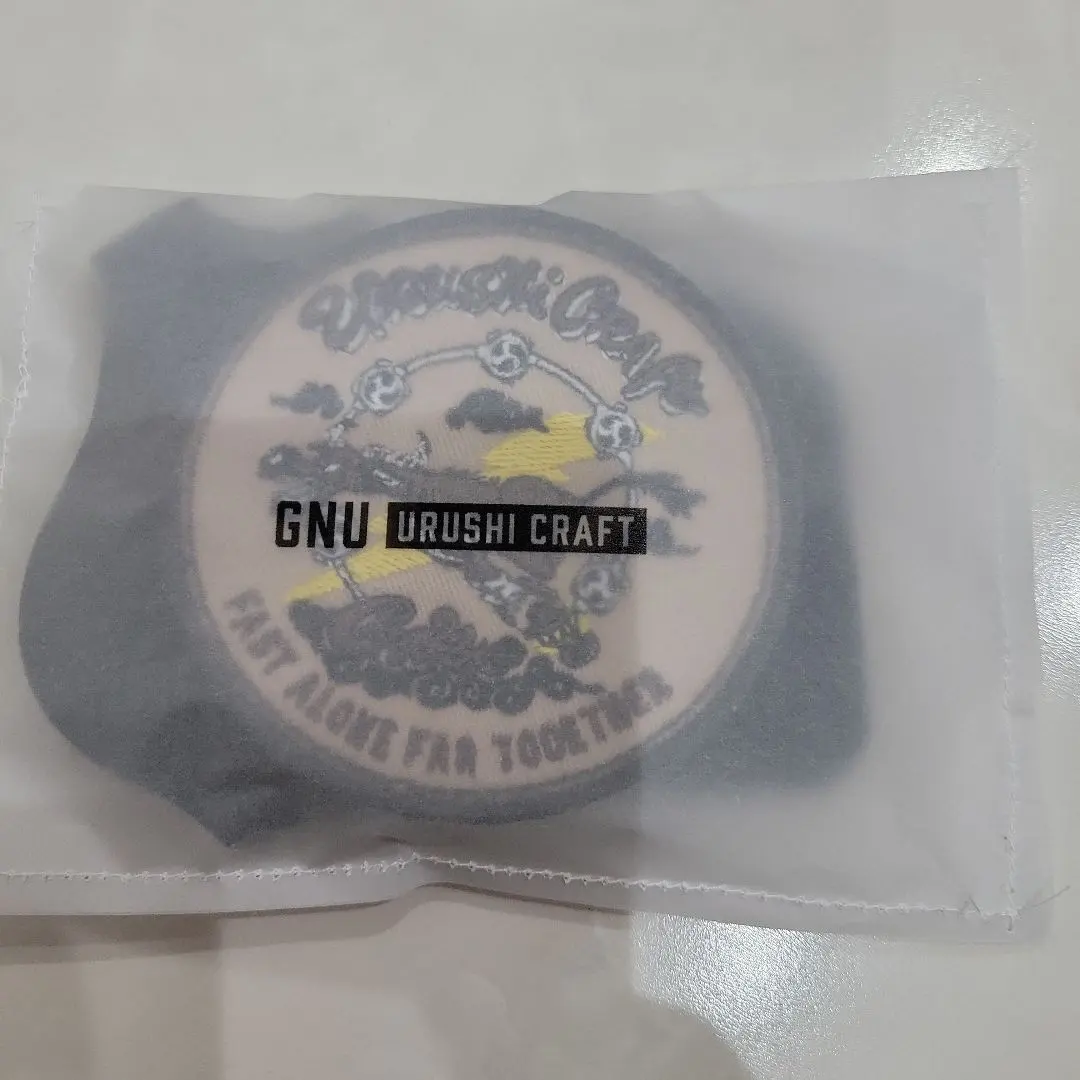 Urushi Craft
GNU URUSHI CRAFT
FAST ALONE FAR TOGETHER